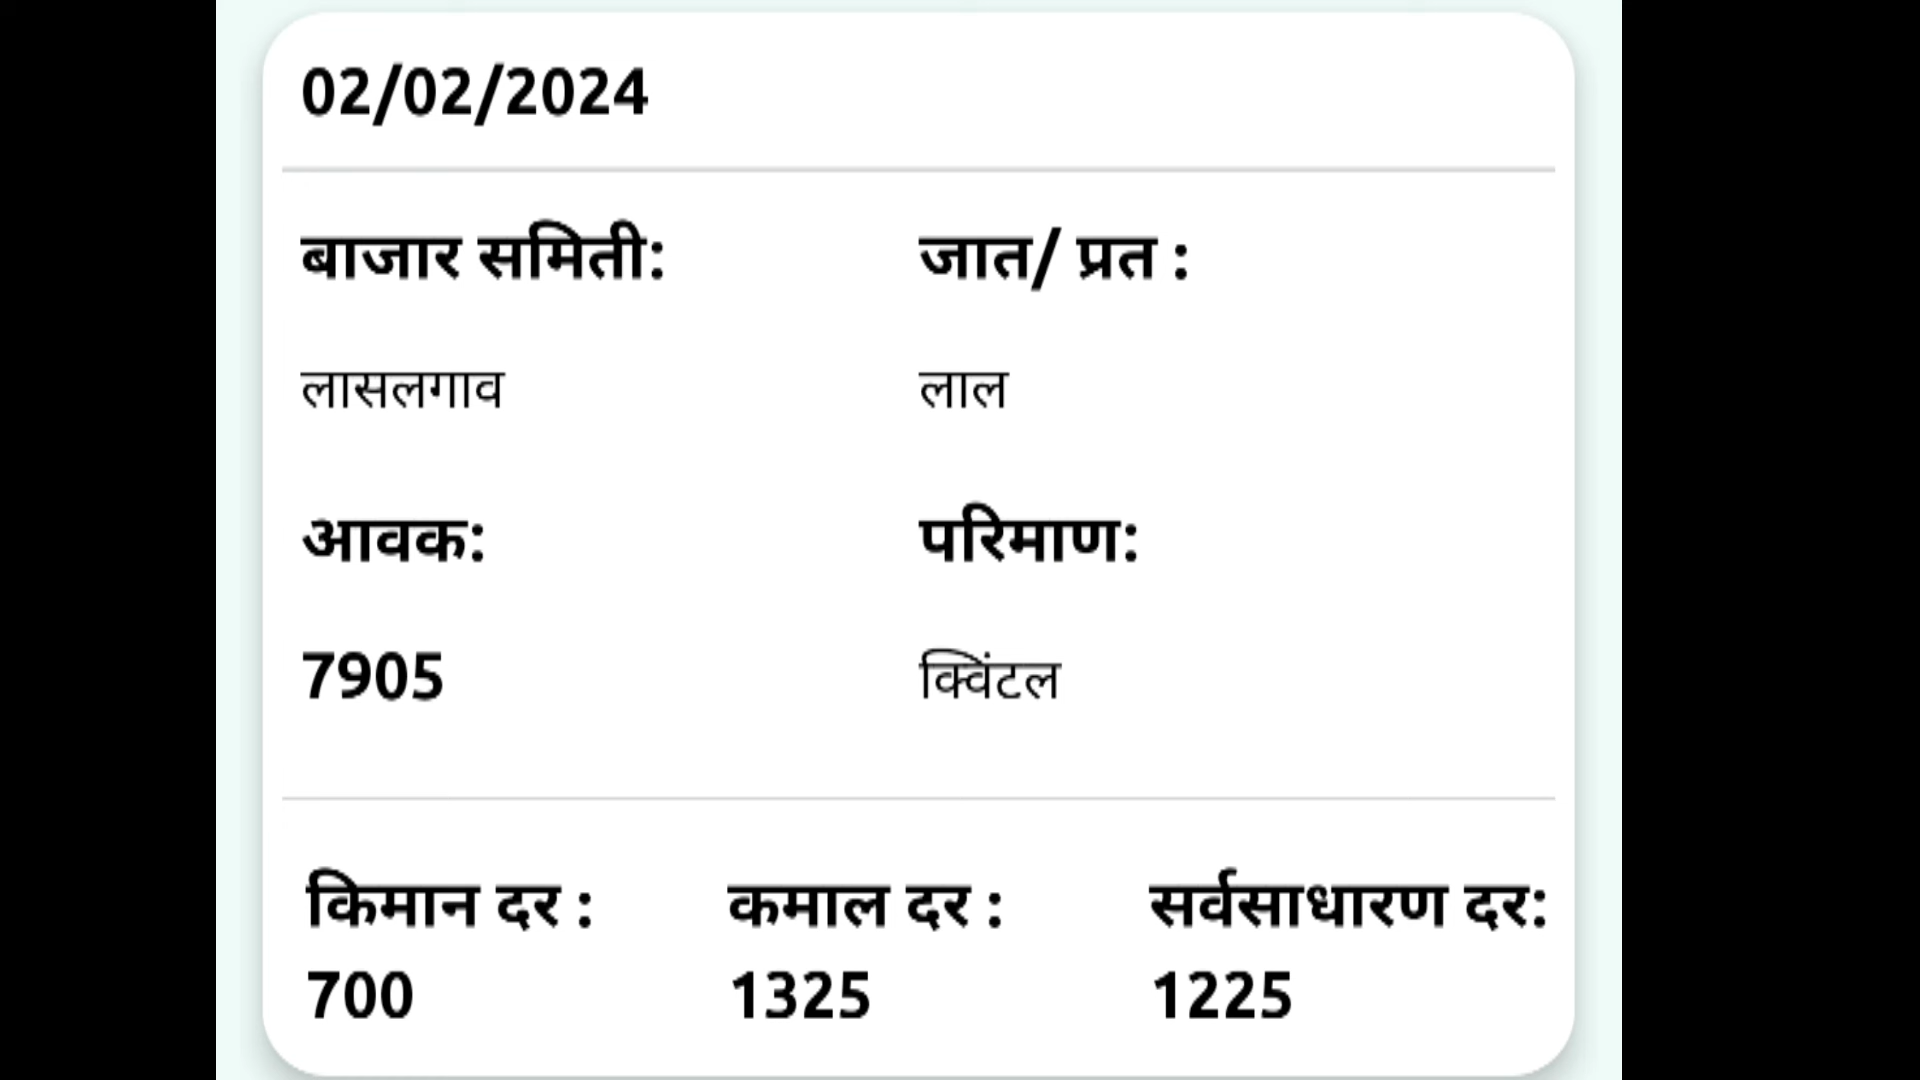 02/02/2024
बाजार समिती: जात/ प्रत :
लासलगाव लाल
आवक: परिमाण:
7905 क्विंटल
किमान दर : कमाल दर : सर्वसाधारण दर:
700 1325 1225